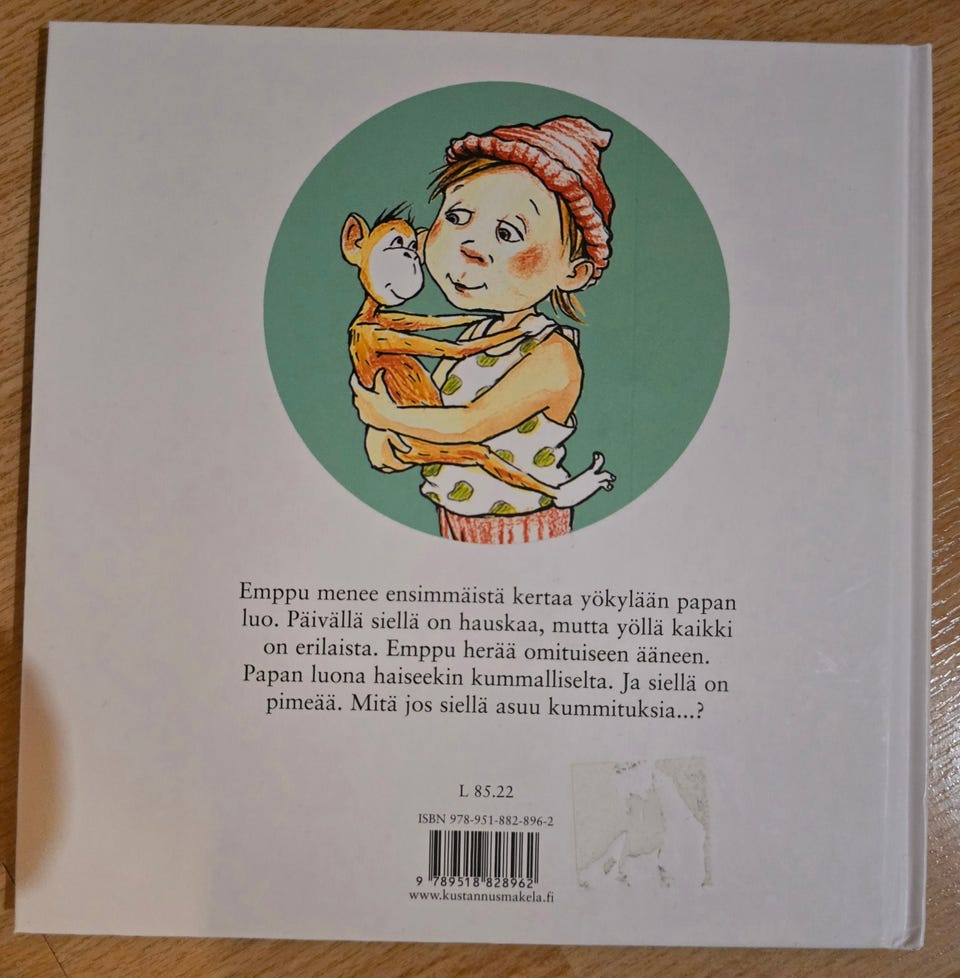 Emppu menee ensimmäistä kertaa yökylään papan
luo. Päivällä siellä on hauskaa, mutta yöllä kaikki
on erilaista. Emppu herää omituiseen ääneen.
Papan luona haiseekin kummalliselta. Ja siellä on
pimeää. Mitä jos siellä asuu kummituksia...?
L 85.22
ISBN 978-951-882-896-2
9 789518 828962
www.kustannusmakela.fi